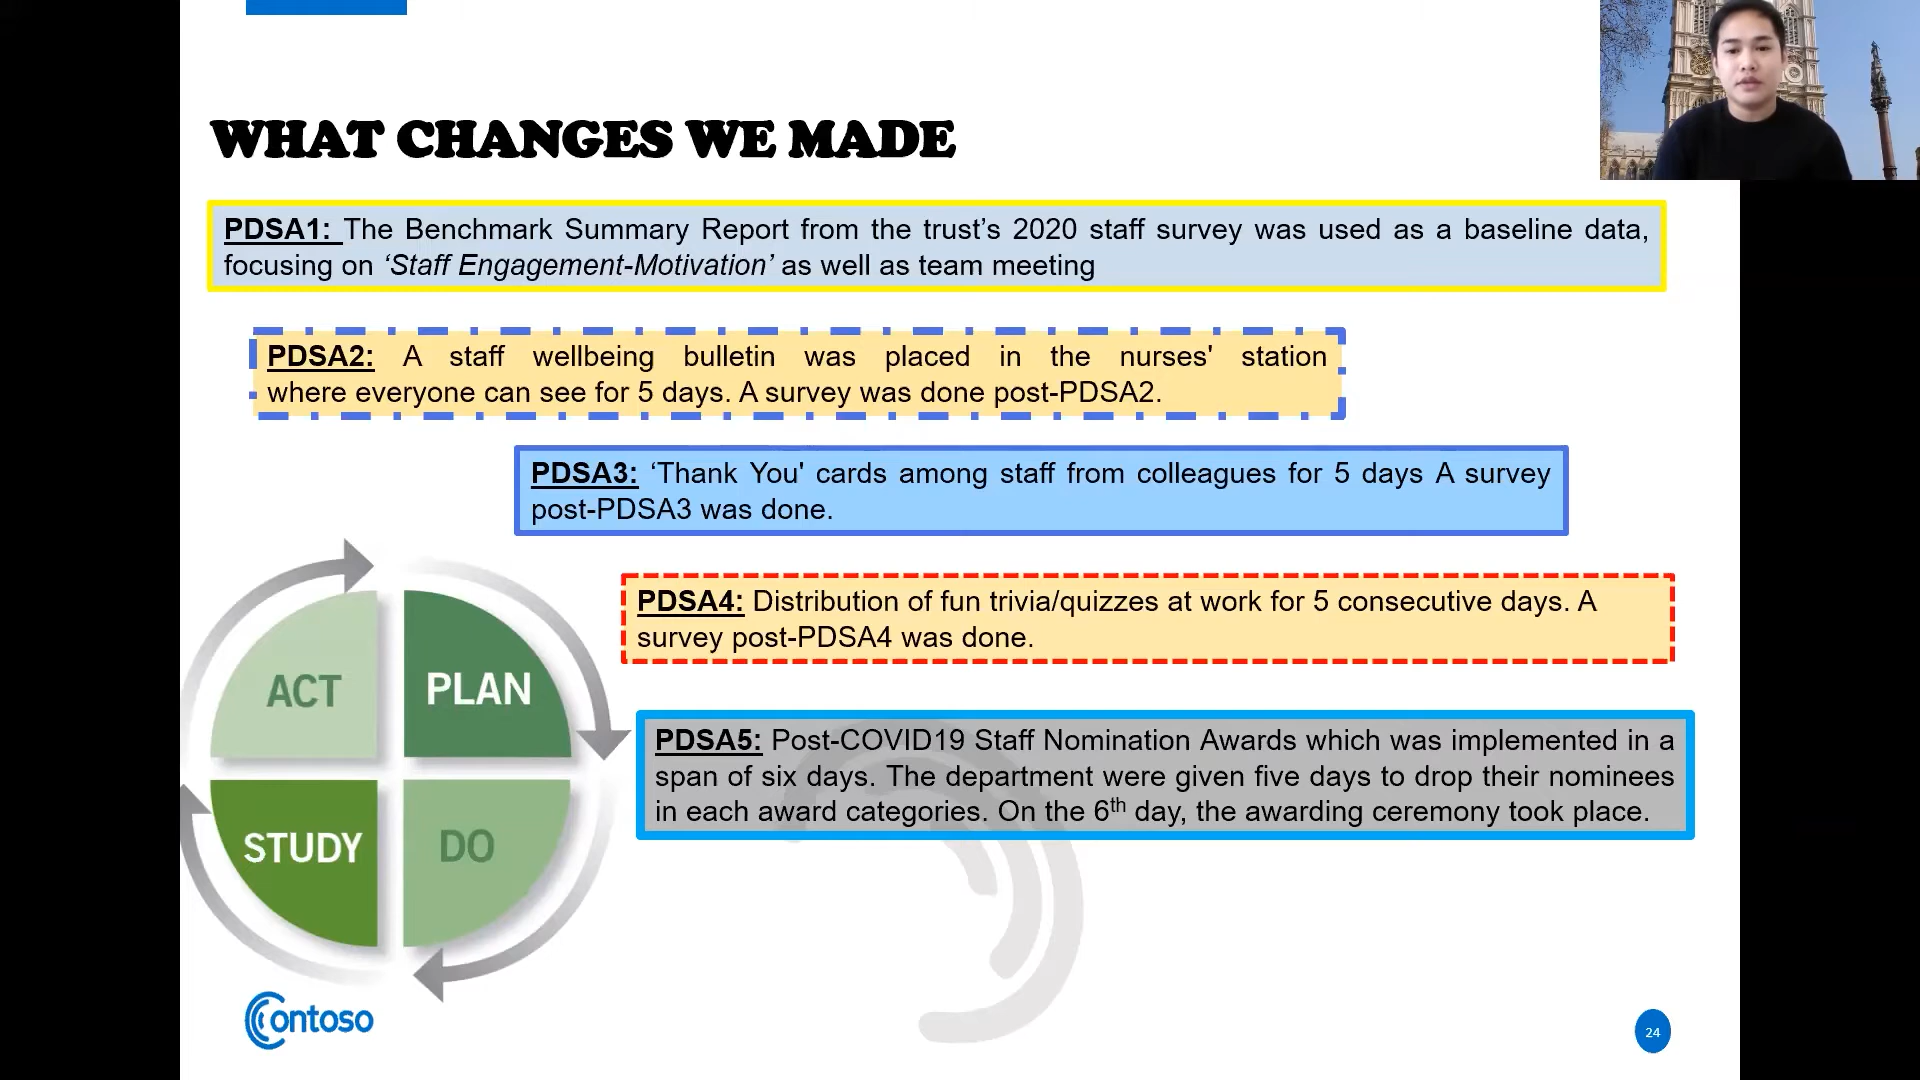 WHAT CHANGES WE MADE
PDSA1: The Benchmark Summary Report from the trust’s 2020 staff survey was used as a baseline data,
focusing on ‘Staff Engagement-Motivation’ as well as team meeting
PDSA2: A staff wellbeing bulletin was placed in the nurses' station
where everyone can see for 5 days. A survey was done post-PDSA2.
PDSA3: ‘Thank You' cards among staff from colleagues for 5 days A survey
post-PDSA3 was done.
PDSA4: Distribution of fun trivia/quizzes at work for 5 consecutive days. A
survey post-PDSA4 was done.
PDSA5: Post-COVID19 Staff Nomination Awards which was implemented in a
span of six days. The department were given five days to drop their nominees
in each award categories. On the 6th day, the awarding ceremony took place.
ACT
PLAN
STUDY
DO
Contoso
24